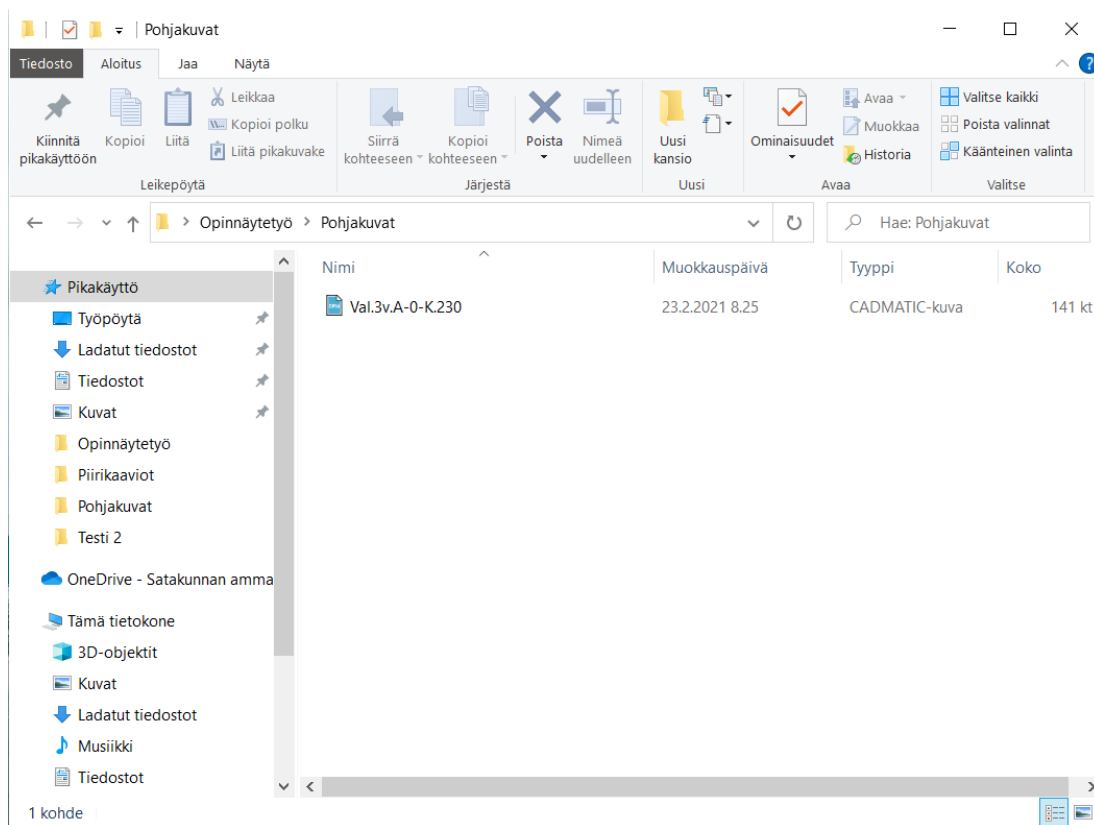 Pohjakuvat
Tiedosto Aloitus Jaa Näytä
Kiinnitä pikakäyttöön
Kopioi
Liitä
Leikkaa
Kopioi polku
Liitä pikakuvake
Leikepöytä
Siirrä kohteeseen
Kopioi kohteeseen
Poista
Nimeä uudelleen
Järjestä
Uusi kansio
Uusi
Ominaisuudet
Avaa
Muokkaa
Historia
Avaa
Valitse kaikki
Poista valinnat
Käänteinen valinta
Valitse
Opinnäytetyö > Pohjakuvat
Hae: Pohjakuvat
Nimi Muokkauspäivä Tyyppi Koko
Val.3v.A-0-K.230 23.2.2021 8.25 CADMATIC-kuva 141 kt
Pikakäyttö
Työpöytä
Ladatut tiedostot
Tiedostot
Kuvat
Opinnäytetyö
Piirikaaviot
Pohjakuvat
Testi 2
OneDrive - Satakunnan amma
Tämä tietokone
3D-objektit
Kuvat
Ladatut tiedostot
Musiikki
Tiedostot
1 kohde